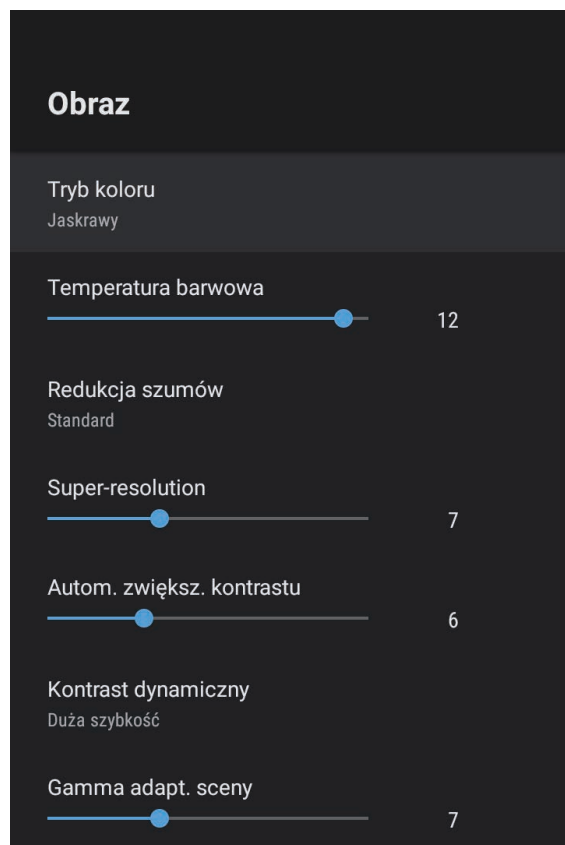 Obraz
Tryb koloru
Jaskrawy
Temperatura barwowa
12
Redukcja szumów
Standard
Super-resolution
7
Autom. zwiększ. kontrastu
6
Kontrast dynamiczny
Duża szybkość
Gamma adapt. sceny
7